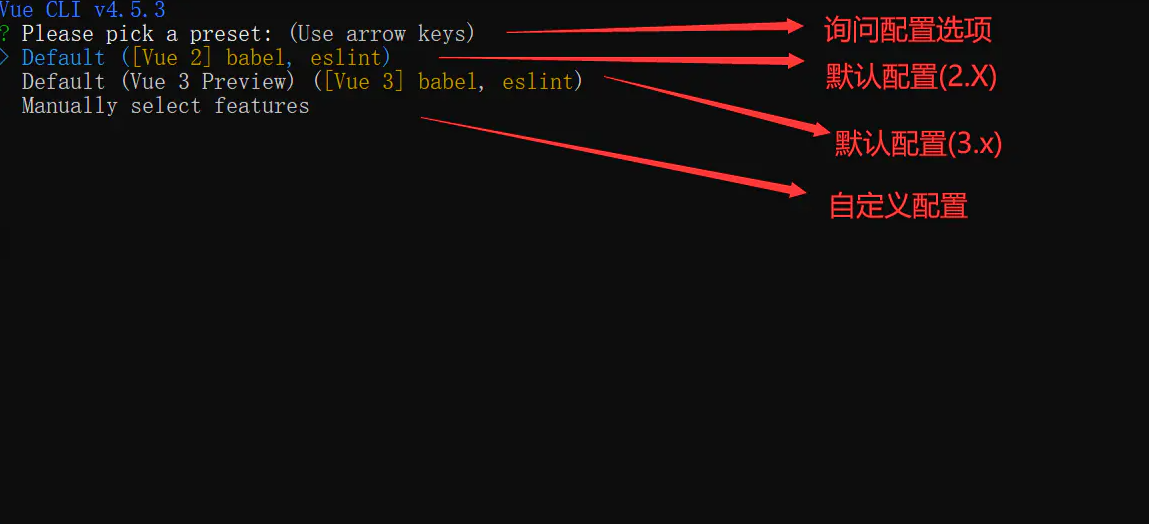 Vue CLI v4.5.3
? Please pick a preset: (Use arrow keys) 询问配置选项
> Default ([Vue 2] babel, eslint) 默认配置(2.X)
Default (Vue 3 Preview) ([Vue 3] babel, eslint) 默认配置(3.x)
Manually select features 自定义配置